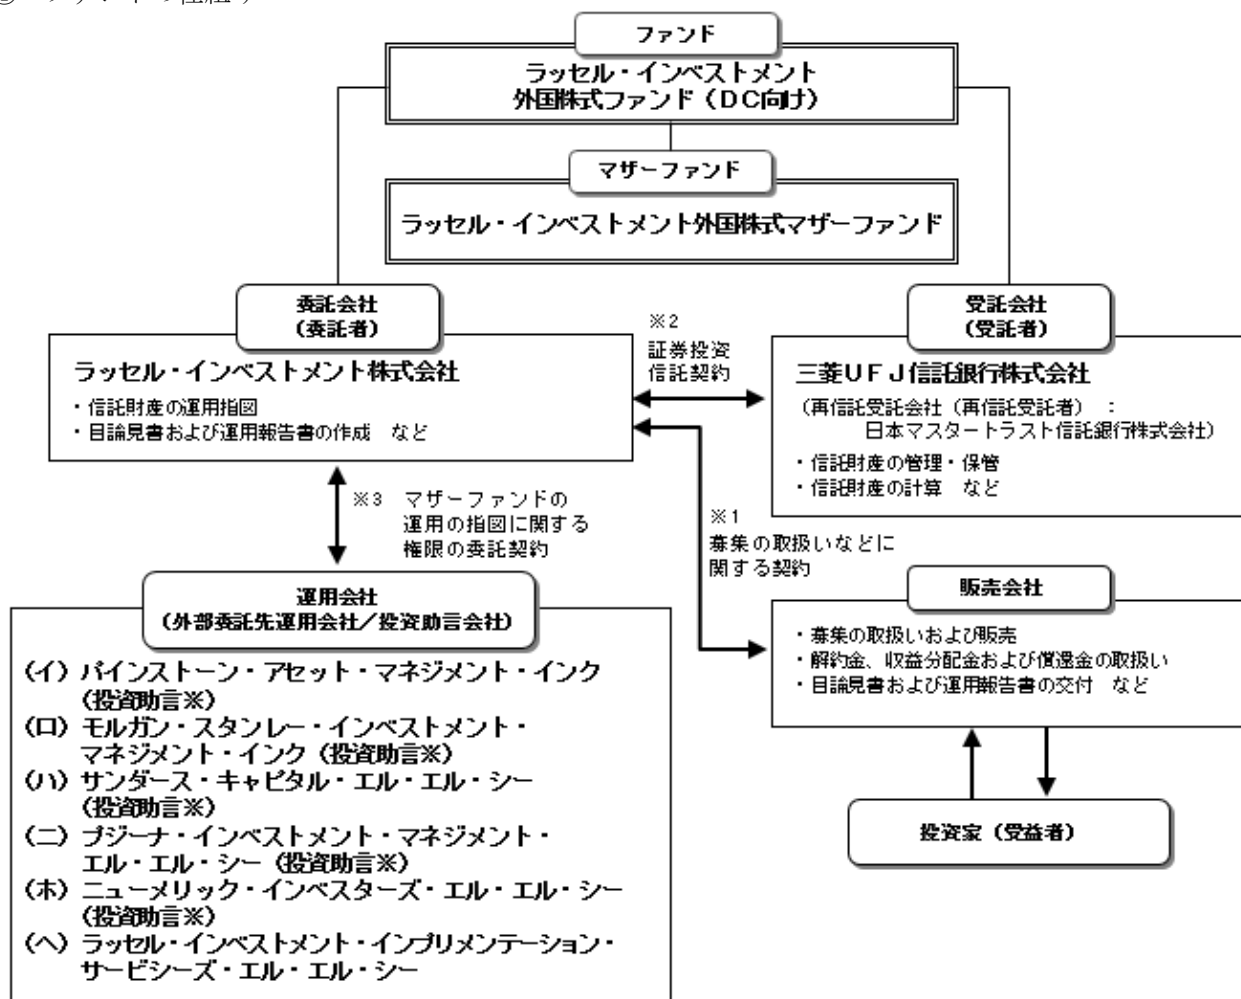 ファンド
ラッセル・インベストメント
外国株式ファンド（ＤＣ向け）
マザーファンド
ラッセル・インベストメント外国株式マザーファンド
委託会社
（委託者）
ラッセル・インベストメント株式会社
・信託財産の運用指図
・目論見書および運用報告書の作成　など
※2
証券投資
信託契約
受託会社
（受託者）
三菱ＵＦＪ信託銀行株式会社
（再信託受託会社（再信託受託者）：
日本マスタートラスト信託銀行株式会社）
・信託財産の管理・保管
・信託財産の計算　など
※3　マザーファンドの
運用の指図に関する
権限の委託契約
※1
募集の取扱いなどに
関する契約
販売会社
・募集の取扱いおよび販売
・解約金、収益分配金および償還金の取扱い
・目論見書および運用報告書の交付　など
投資家（受益者）
運用会社
（外部委託先運用会社／投資助言会社）
（イ）パインストーン・アセット・マネジメント・インク
（投資助言※）
（ロ）モルガン・スタンレー・インベストメント・
マネジメント・インク（投資助言※）
（ハ）サンダース・キャピタル・エル・エル・シー
（投資助言※）
（ニ）プジーナ・インベストメント・マネジメント・
エル・エル・シー（投資助言※）
（ホ）ニューメリック・インベスターズ・エル・エル・シー
（投資助言※）
（ヘ）ラッセル・インベストメント・インプリメンテーション・
サービシーズ・エル・エル・シー